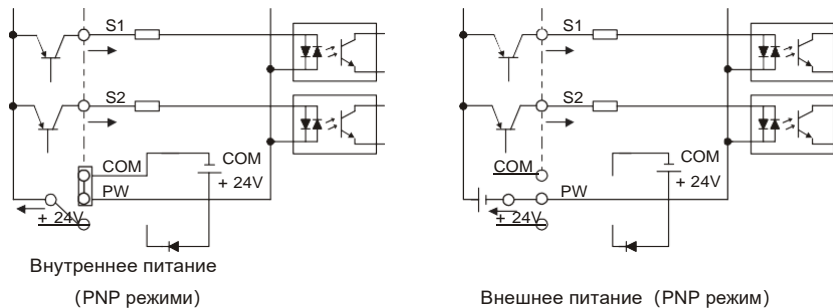 S1
S2
COM
COM
+ 24V
PW
+ 24V
Внутреннее питание
(PNP режими)
S1
S2
COM
COM
+ 24V
PW
+ 24V
Внешнее питание (PNP режим)